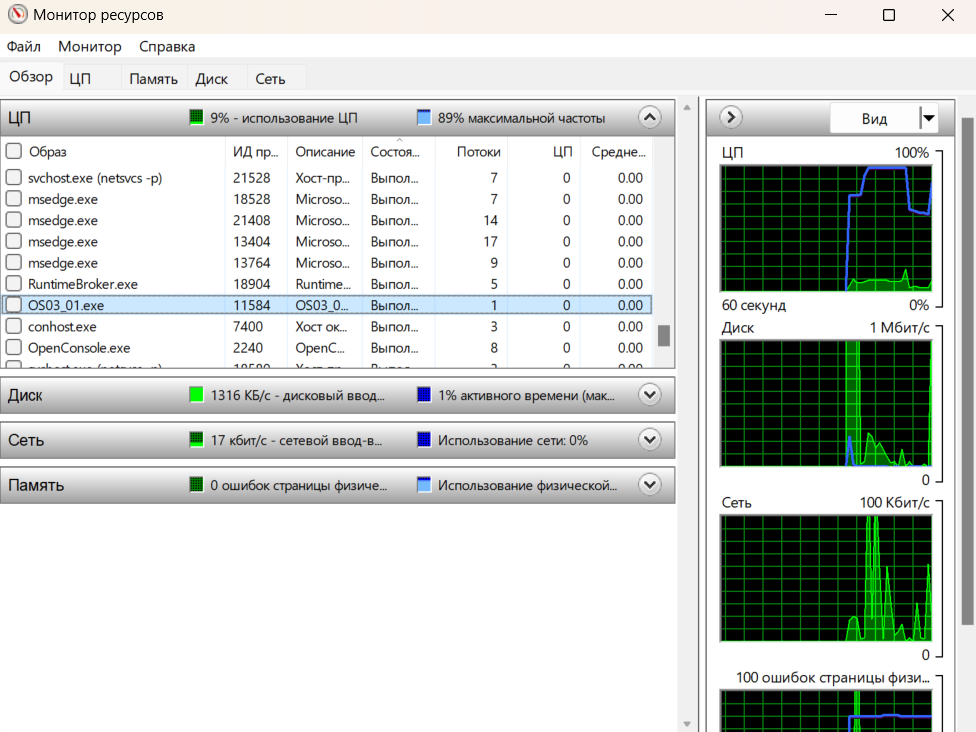 Монитор ресурсов
Файл Монитор Справка
Обзор ЦП Память Диск Сеть
ЦП 9% - использование ЦП 89% максимальной частоты
Образ ИД пр... Описание Состоя... Потоки ЦП Средне...
svchost.exe (netsvcs -p) 21528 Хост-пр... Выпол... 7 0 0.00
msedge.exe 18528 Microso... Выпол... 7 0 0.00
msedge.exe 21408 Microso... Выпол... 14 0 0.00
msedge.exe 13404 Microso... Выпол... 17 0 0.00
msedge.exe 13764 Microso... Выпол... 9 0 0.00
RuntimeBroker.exe 18904 Runtime... Выпол... 5 0 0.00
OS03_01.exe 11584 OS03_0... Выпол... 1 0 0.00
conhost.exe 7400 Хост ок... Выпол... 3 0 0.00
OpenConsole.exe 2240 OpenC... Выпол... 8 0 0.00
Диск 1316 КБ/с - дисковый ввод... 1% активного времени (мак...
Сеть 17 кбит/с - сетевой ввод-в... Использование сети: 0%
Память 0 ошибок страницы физиче... Использование физической...
Вид
ЦП 100%
60 секунд 0%
Диск 1 Мбит/с
0
Сеть 100 Кбит/с
0
100 ошибок страницы физи...